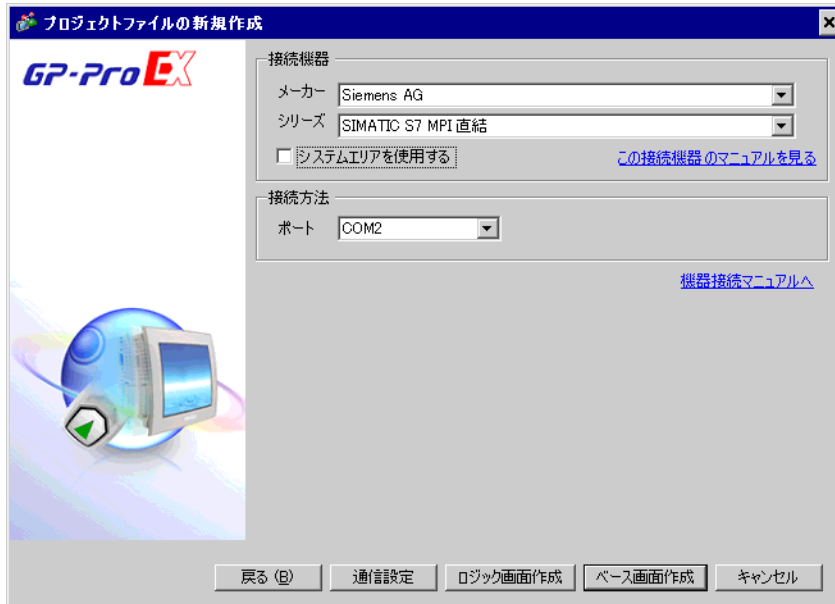 プロジェクトファイルの新規作成
GP-Pro EX
接続機器
メーカー Siemens AG
シリーズ SIMATIC S7 MPI 直結
システムエリアを使用する この接続機器のマニュアルを見る
接続方法
ポート COM2
機器接続マニュアルへ
戻る (B) 通信設定 ロジック画面作成 ベース画面作成 キャンセル